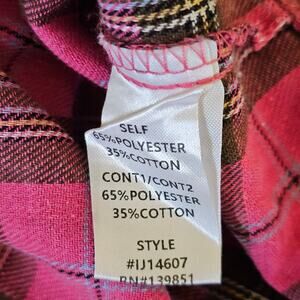 SELF
65%POLYESTER
35%COTTON
CONT1/CONT2
65%POLYESTER
35%COTTON
STYLE
#IJ14607
RN#139851